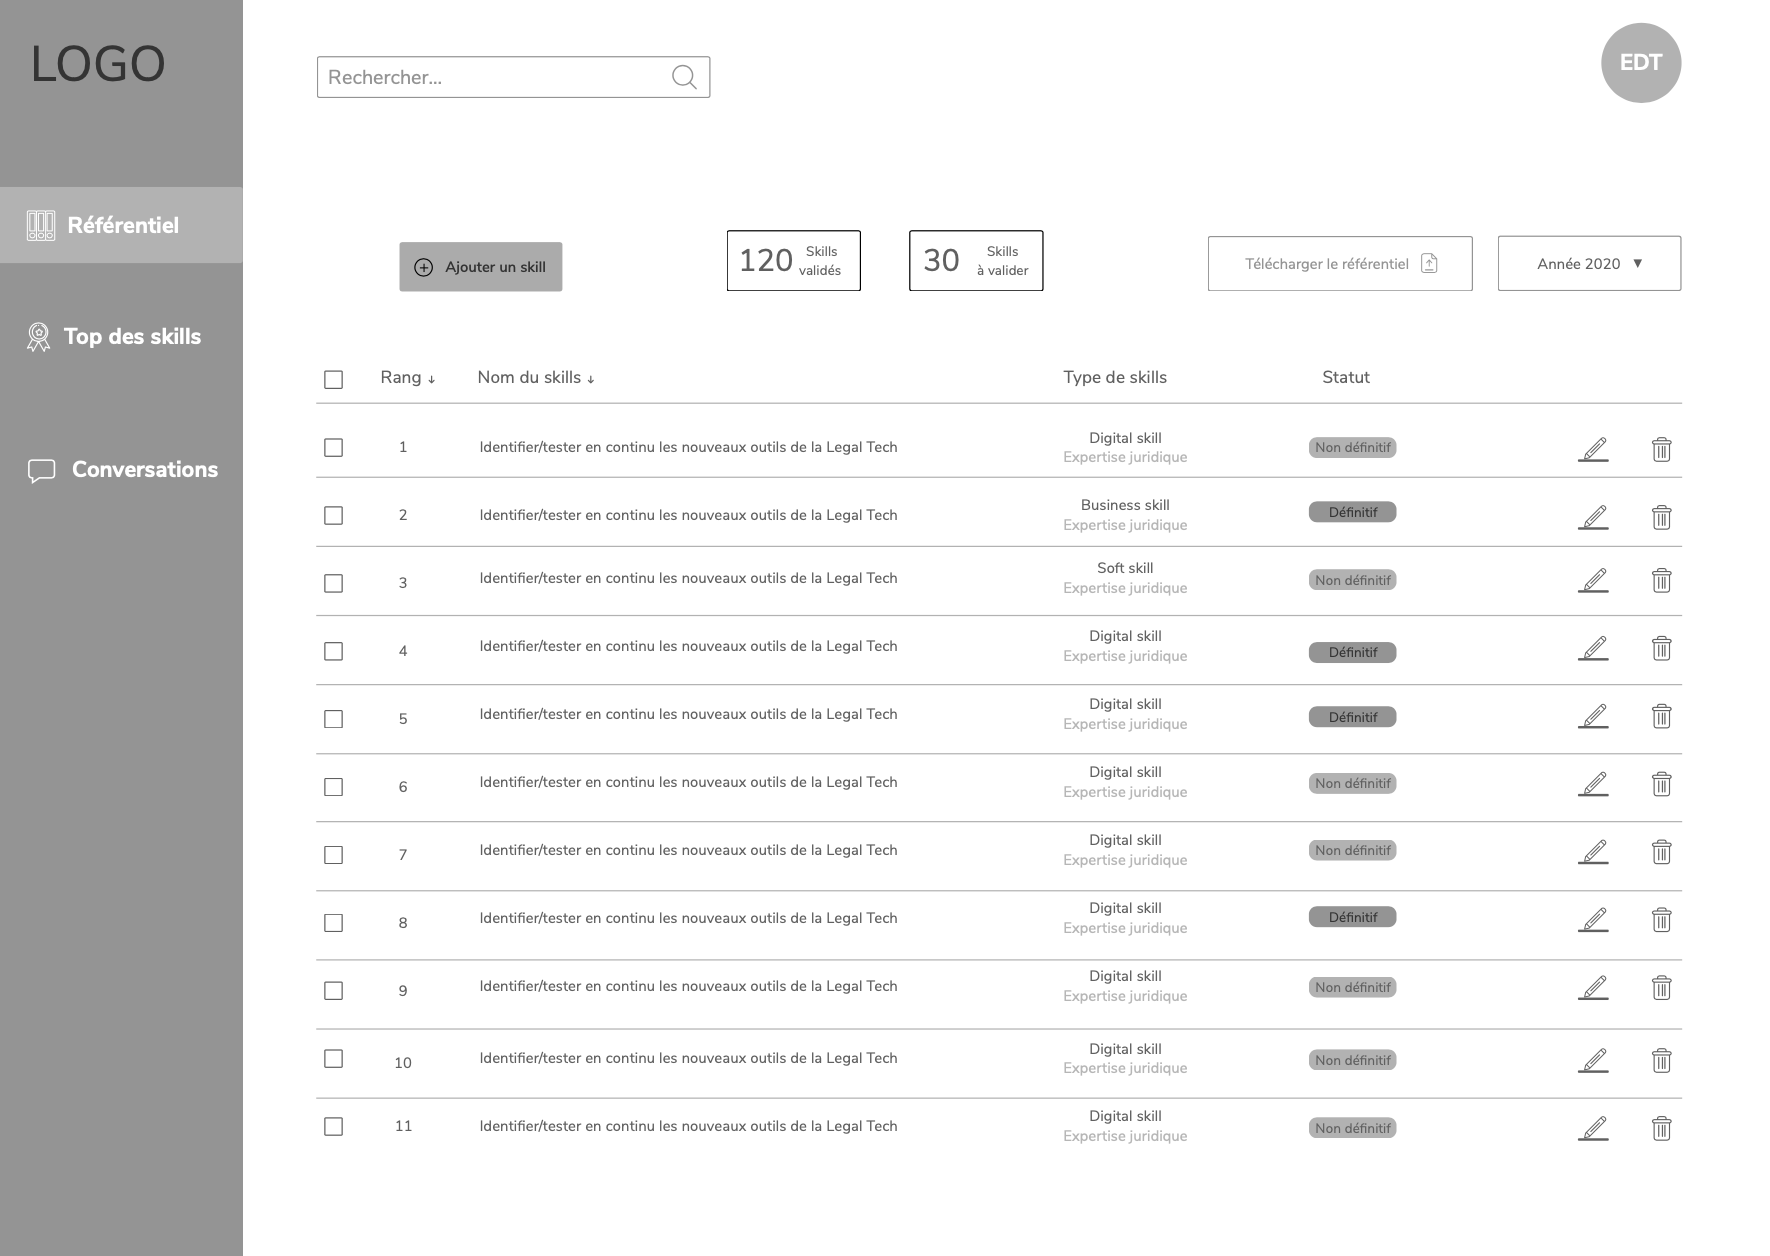 LOGO
Rechercher...
EDT
Référentiel
Top des skills
Conversations
Ajouter un skill
120 Skills
validés
30 Skills
à valider
Télécharger le référentiel
Année 2020 ▼
Rang ↓ Nom du skills ↓ Type de skills Statut
1 Identifier/tester en continu les nouveaux outils de la Legal Tech Digital skill Non définitif
Expertise juridique
2 Identifier/tester en continu les nouveaux outils de la Legal Tech Business skill Définitif
Expertise juridique
3 Identifier/tester en continu les nouveaux outils de la Legal Tech Soft skill Non définitif
Expertise juridique
4 Identifier/tester en continu les nouveaux outils de la Legal Tech Digital skill Définitif
Expertise juridique
5 Identifier/tester en continu les nouveaux outils de la Legal Tech Digital skill Définitif
Expertise juridique
6 Identifier/tester en continu les nouveaux outils de la Legal Tech Digital skill Non définitif
Expertise juridique
7 Identifier/tester en continu les nouveaux outils de la Legal Tech Digital skill Non définitif
Expertise juridique
8 Identifier/tester en continu les nouveaux outils de la Legal Tech Digital skill Définitif
Expertise juridique
9 Identifier/tester en continu les nouveaux outils de la Legal Tech Digital skill Non définitif
Expertise juridique
10 Identifier/tester en continu les nouveaux outils de la Legal Tech Digital skill Non définitif
Expertise juridique
11 Identifier/tester en continu les nouveaux outils de la Legal Tech Digital skill Non définitif
Expertise juridique